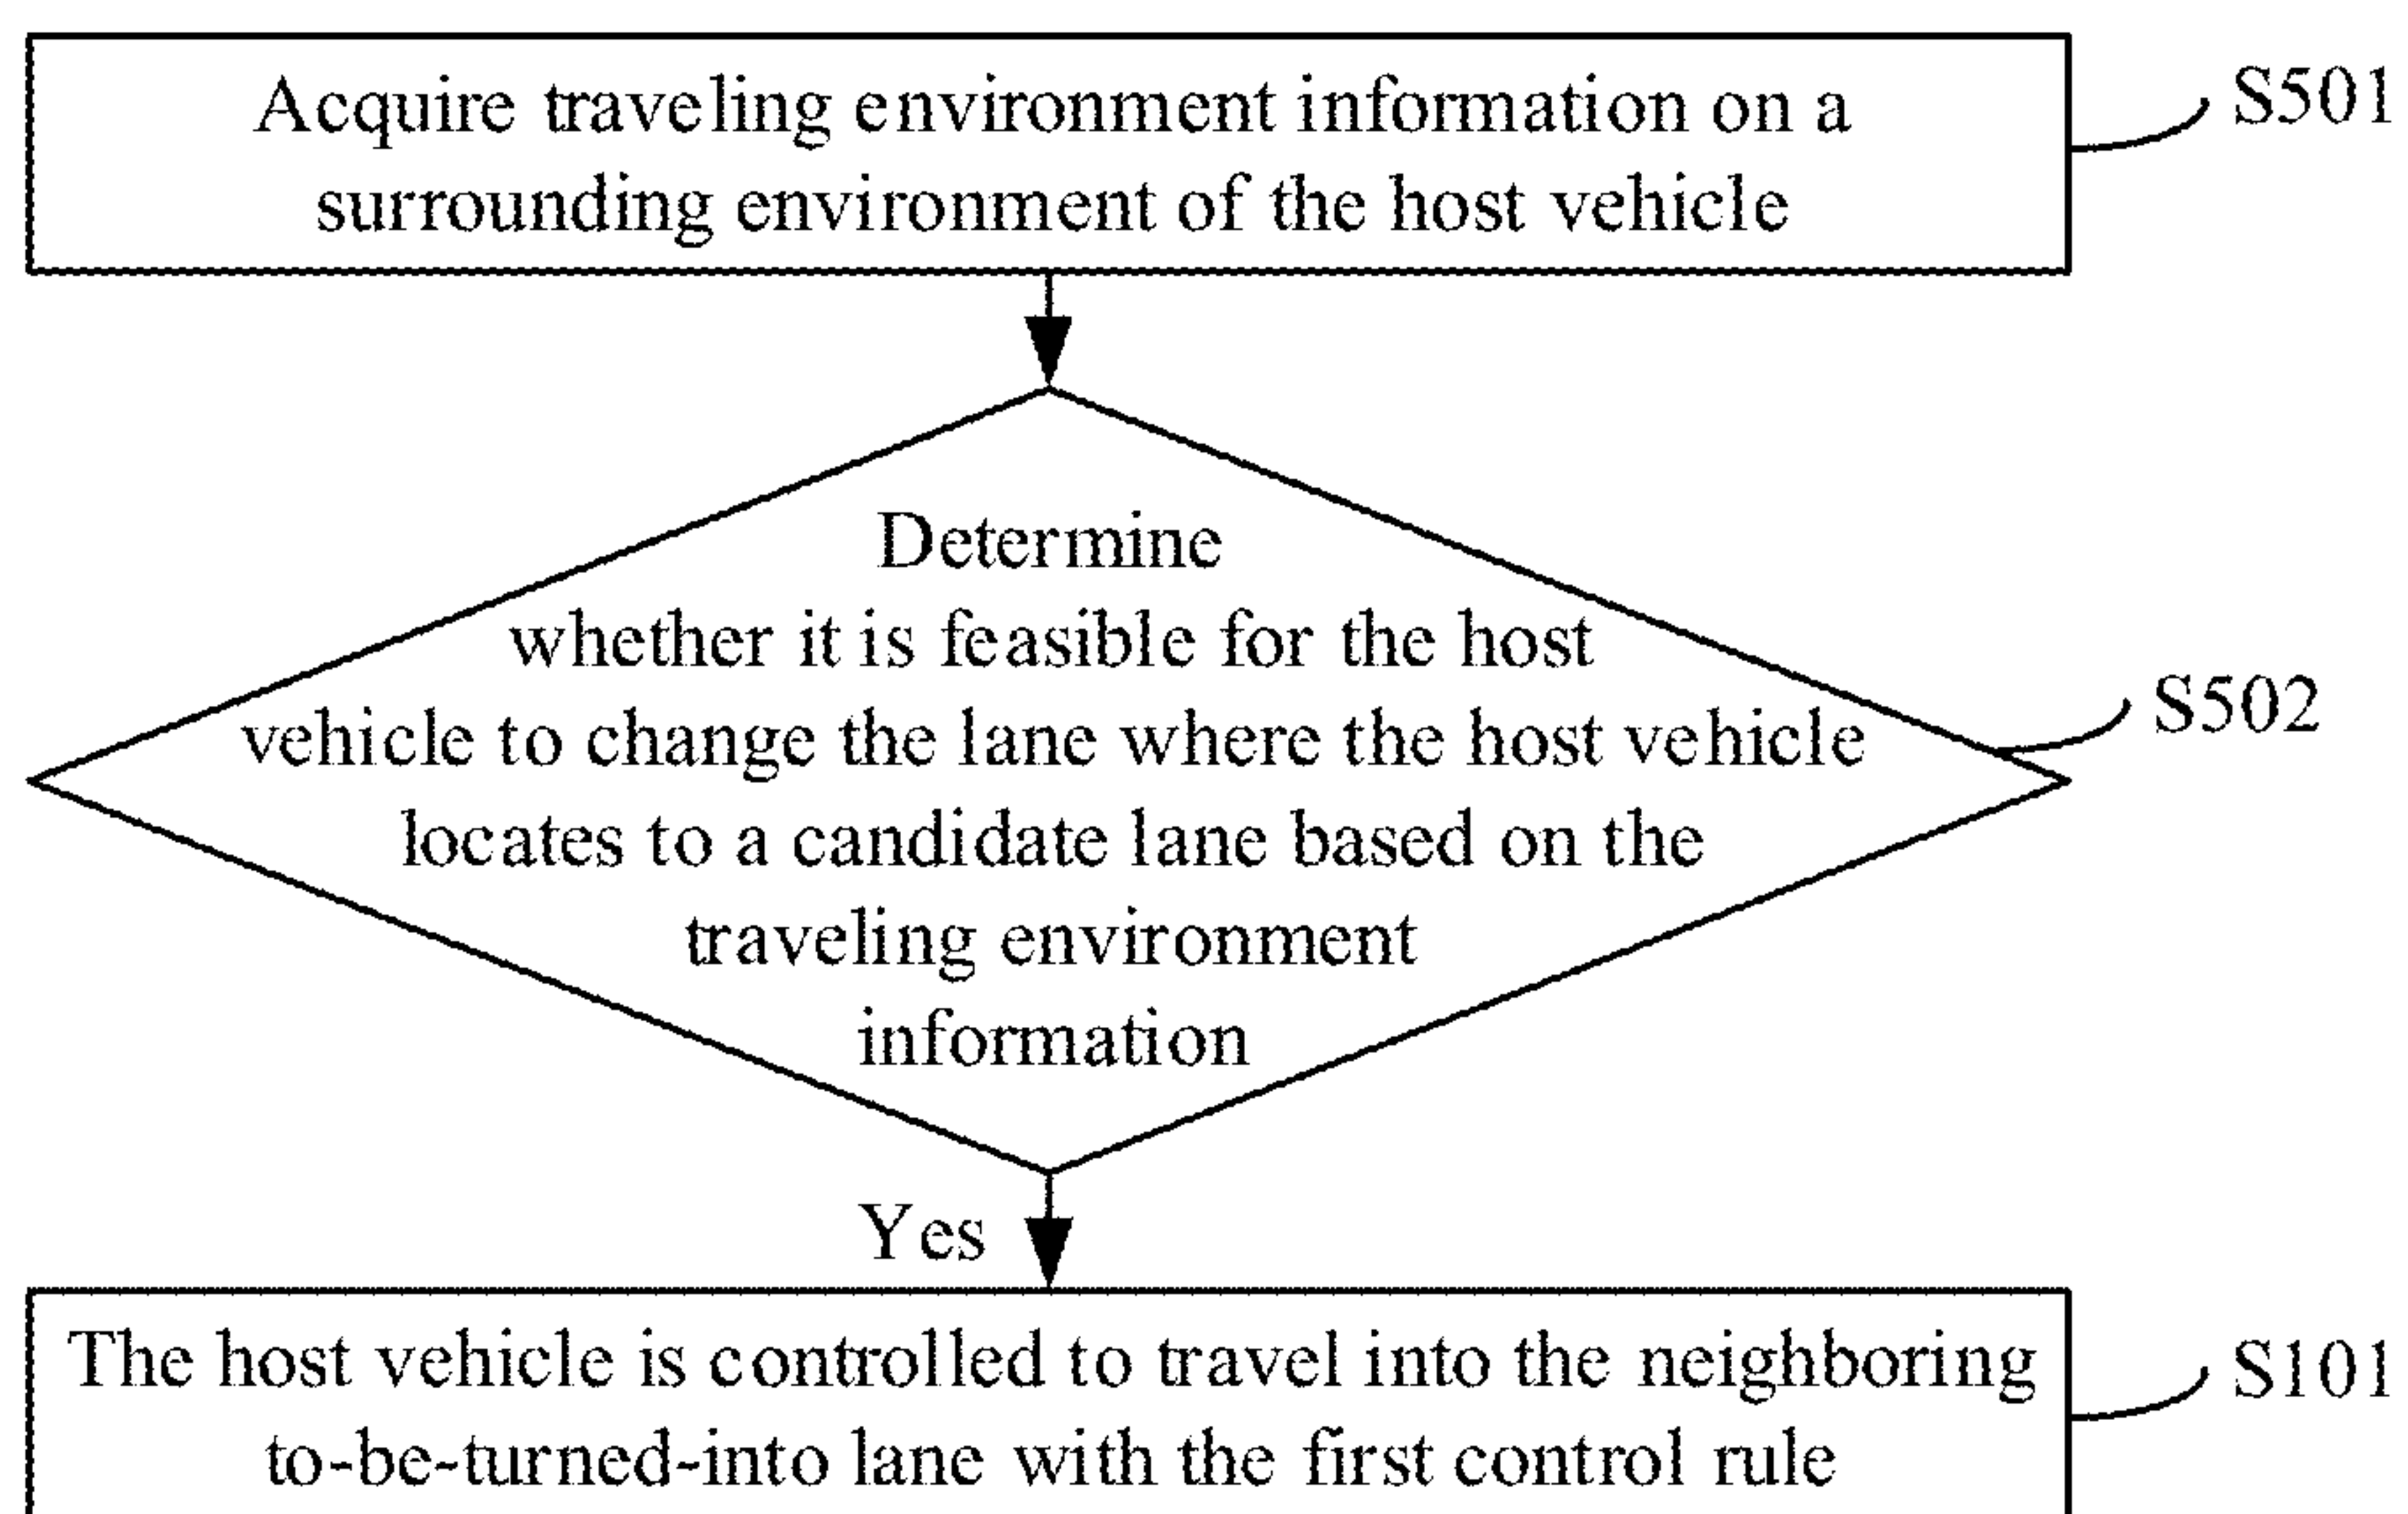 Acquire traveling environment information on a
surrounding environment of the host vehicle
S501
Determine
whether it is feasible for the host
vehicle to change the lane where the host vehicle
locates to a candidate lane based on the
traveling environment
information
S502
Yes
The host vehicle is controlled to travel into the neighboring
to-be-turned-into lane with the first control rule
S101